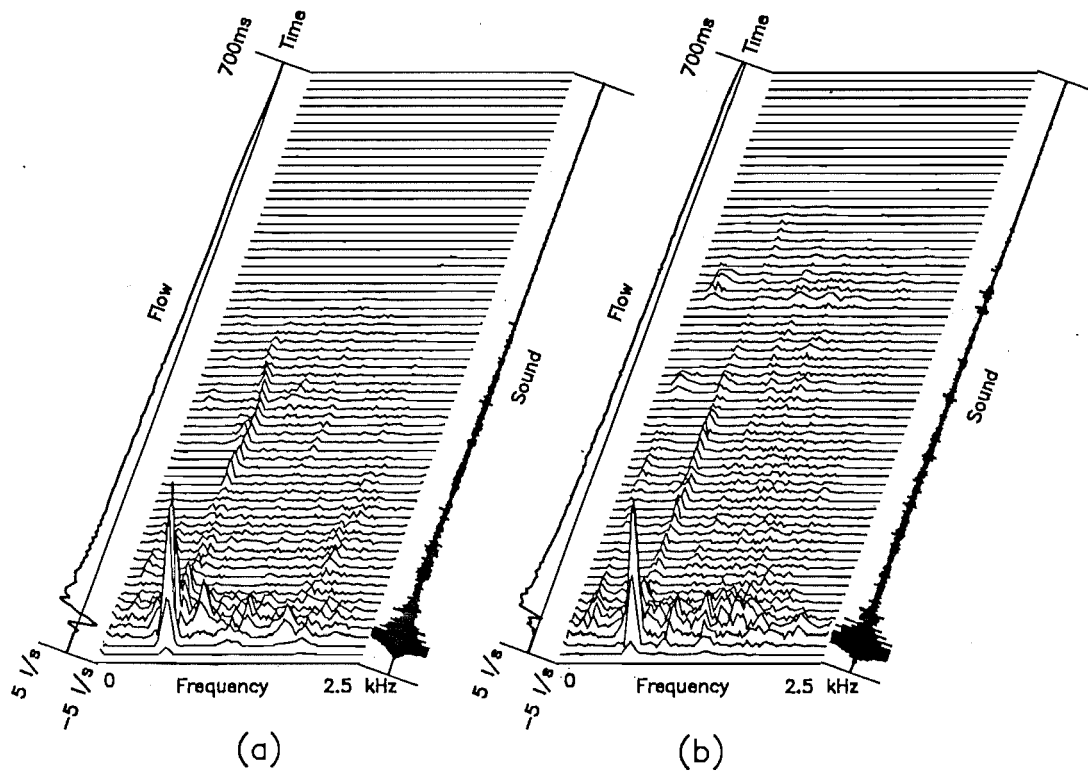 700ms
Time
Flow
Sound
5 l/s
-5 l/s
0
Frequency
2.5 kHz
(a)
700ms
Time
Flow
Sound
5 l/s
-5 l/s
0
Frequency
2.5 kHz
(b)